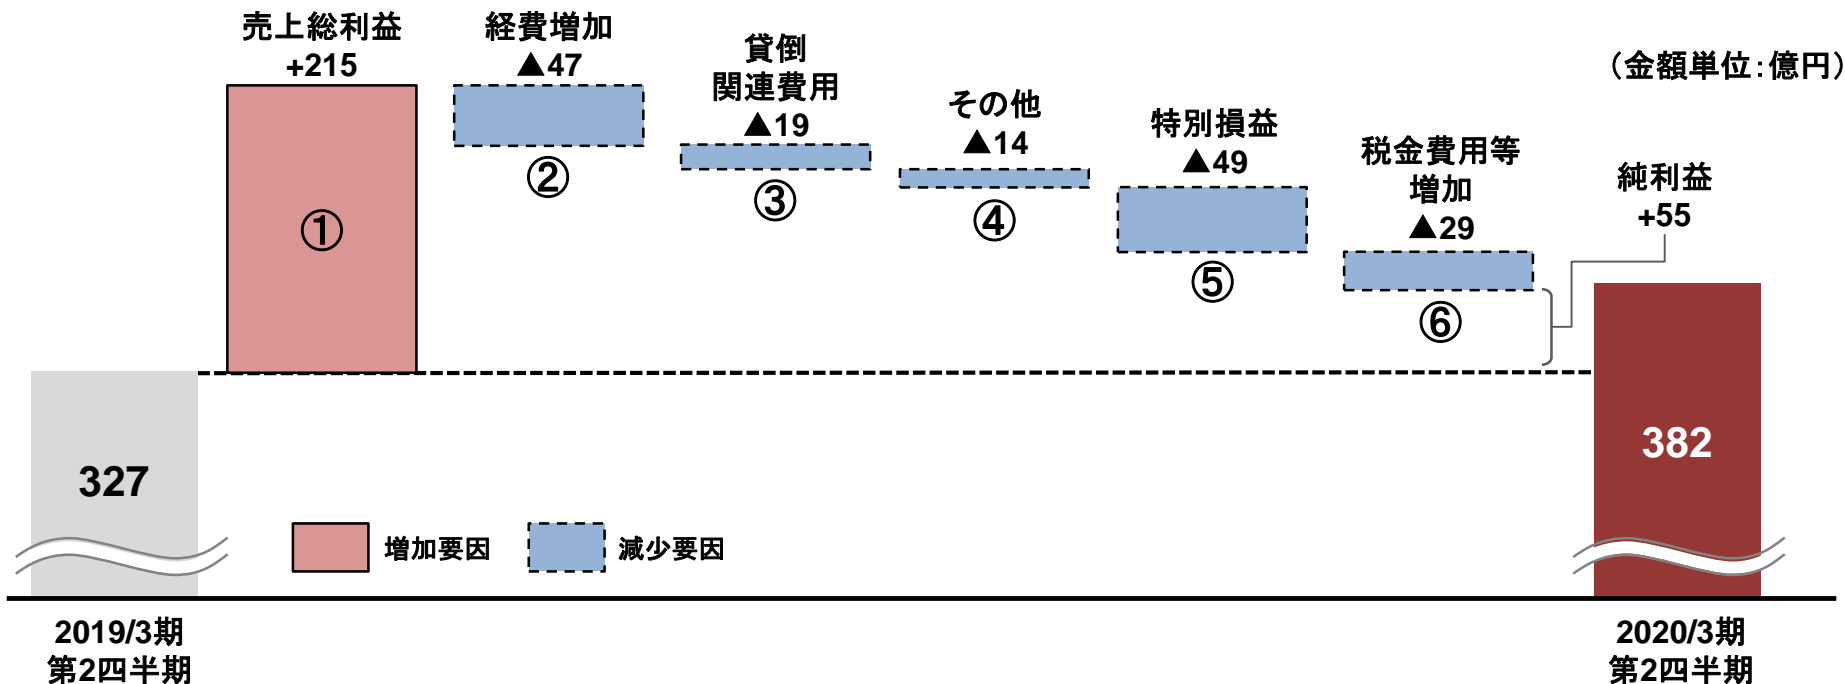 売上総利益
+215
経費増加
▲47
貸倒
関連費用
▲19
その他
▲14
特別損益
▲49
税金費用等
増加
▲29
純利益
+55
（金額単位：億円）
①
②
③
④
⑤
⑥
327
382
増加要因
減少要因
2019/3期
第2四半期
2020/3期
第2四半期